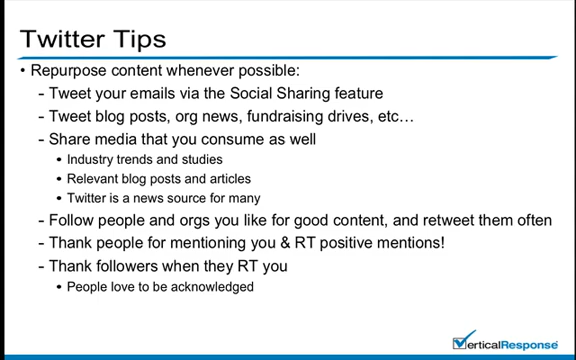 Twitter Tips
• Repurpose content whenever possible:
– Tweet your emails via the Social Sharing feature
– Tweet blog posts, org news, fundraising drives, etc…
– Share media that you consume as well
• Industry trends and studies
• Relevant blog posts and articles
• Twitter is a news source for many
– Follow people and orgs you like for good content, and retweet them often
– Thank people for mentioning you & RT positive mentions!
– Thank followers when they RT you
• People love to be acknowledged
VerticalResponse